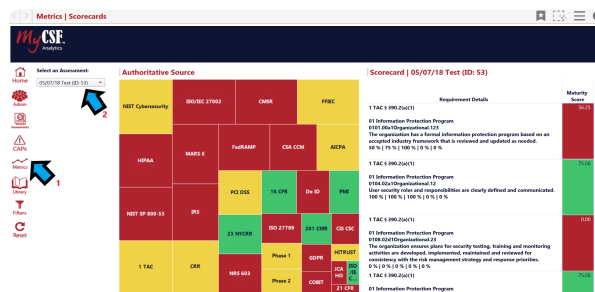 Metrics | Scorecards
MyCSF
Analytics
Home
Admin
Assessments
CAPs
Metrics
Library
Filters
Reset
Select an Assessment:
05/07/18 Test (ID: 53)
2
1
Authoritative Source
NIST Cybersecurity
ISO/IEC 27002
CMSR
FFIEC
HIPAA
MARS-E
FedRAMP
CSA CCM
AICPA
PCI DSS
16 CFR
De-ID
PMI
NIST SP 800-53
IRS
23 NYCRR
ISO 27799
201 CMR
CIS CSC
1 TAC
CRR
NRS 603
Phase 1
Phase 2
GDPR
HITRUST
JCA
HO
ISO
/IE
C...
COBIT
21 CFR
Scorecard | 05/07/18 Test (ID: 53)
Requirement Details
Maturity
Score
1 TAC § 390.2(a)(1)
56.25
01 Information Protection Program
0101.00a1Organizational.123
The organization has a formal information protection program based on an
accepted industry framework that is reviewed and updated as needed.
50 % | 75 % | 100 % | 0 % | 0 %
1 TAC § 390.2(a)(1)
75.00
01 Information Protection Program
0104.02a1Organizational.12
User security roles and responsibilities are clearly defined and communicated.
100 % | 100 % | 100 % | 0 % | 0 %
1 TAC § 390.2(a)(1)
0.00
01 Information Protection Program
0108.02d1Organizational.23
The organization ensures plans for security testing, training and monitoring
activities are developed, implemented, maintained and reviewed for
consistency with the risk management strategy and response priorities.
0 % | 0 % | 0 % | 0 % | 0 %
1 TAC § 390.2(a)(1)
75.00
01 Information Protection Program